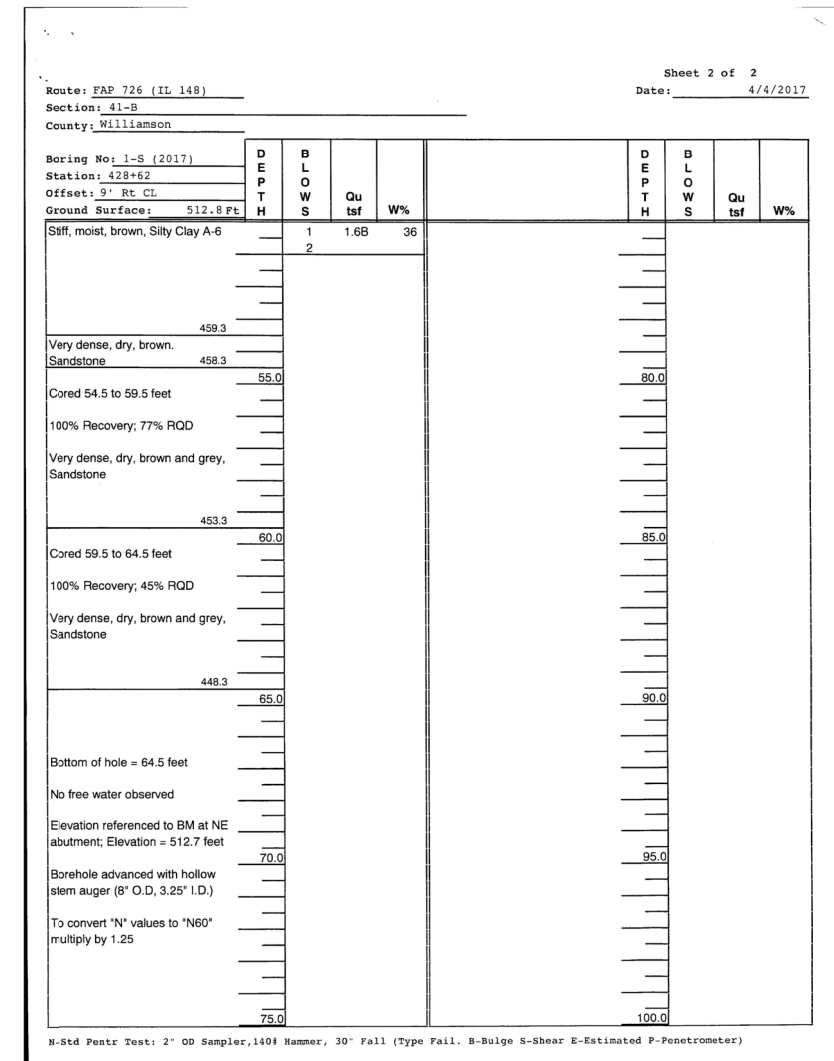 Sheet 2 of 2
Route: FAP 726 (IL 148)
Date: 4/4/2017
Section: 41-B
County: Williamson
Boring No: 1-S (2017)
Station: 428+62
Offset: 9' Rt CL
Ground Surface: 512.8 Ft
DEPTH BLOWS Qu tsf W% DEPTH BLOWS Qu tsf W%
Stiff, moist, brown, Silty Clay A-6 1 1.6B 36
2
459.3
Very dense, dry, brown.
Sandstone 458.3
55.0 80.0
Cored 54.5 to 59.5 feet
100% Recovery; 77% RQD
Very dense, dry, brown and grey,
Sandstone
453.3
60.0 85.0
Cored 59.5 to 64.5 feet
100% Recovery; 45% RQD
Very dense, dry, brown and grey,
Sandstone
448.3
65.0 90.0
Bottom of hole = 64.5 feet
No free water observed
Elevation referenced to BM at NE
abutment; Elevation = 512.7 feet
70.0 95.0
Borehole advanced with hollow
stem auger (8" O.D, 3.25" I.D.)
To convert "N" values to "N60"
multiply by 1.25
75.0 100.0
N-Std Pentr Test: 2" OD Sampler,140# Hammer, 30" Fall (Type Fail. B-Bulge S-Shear E-Estimated P-Penetrometer)